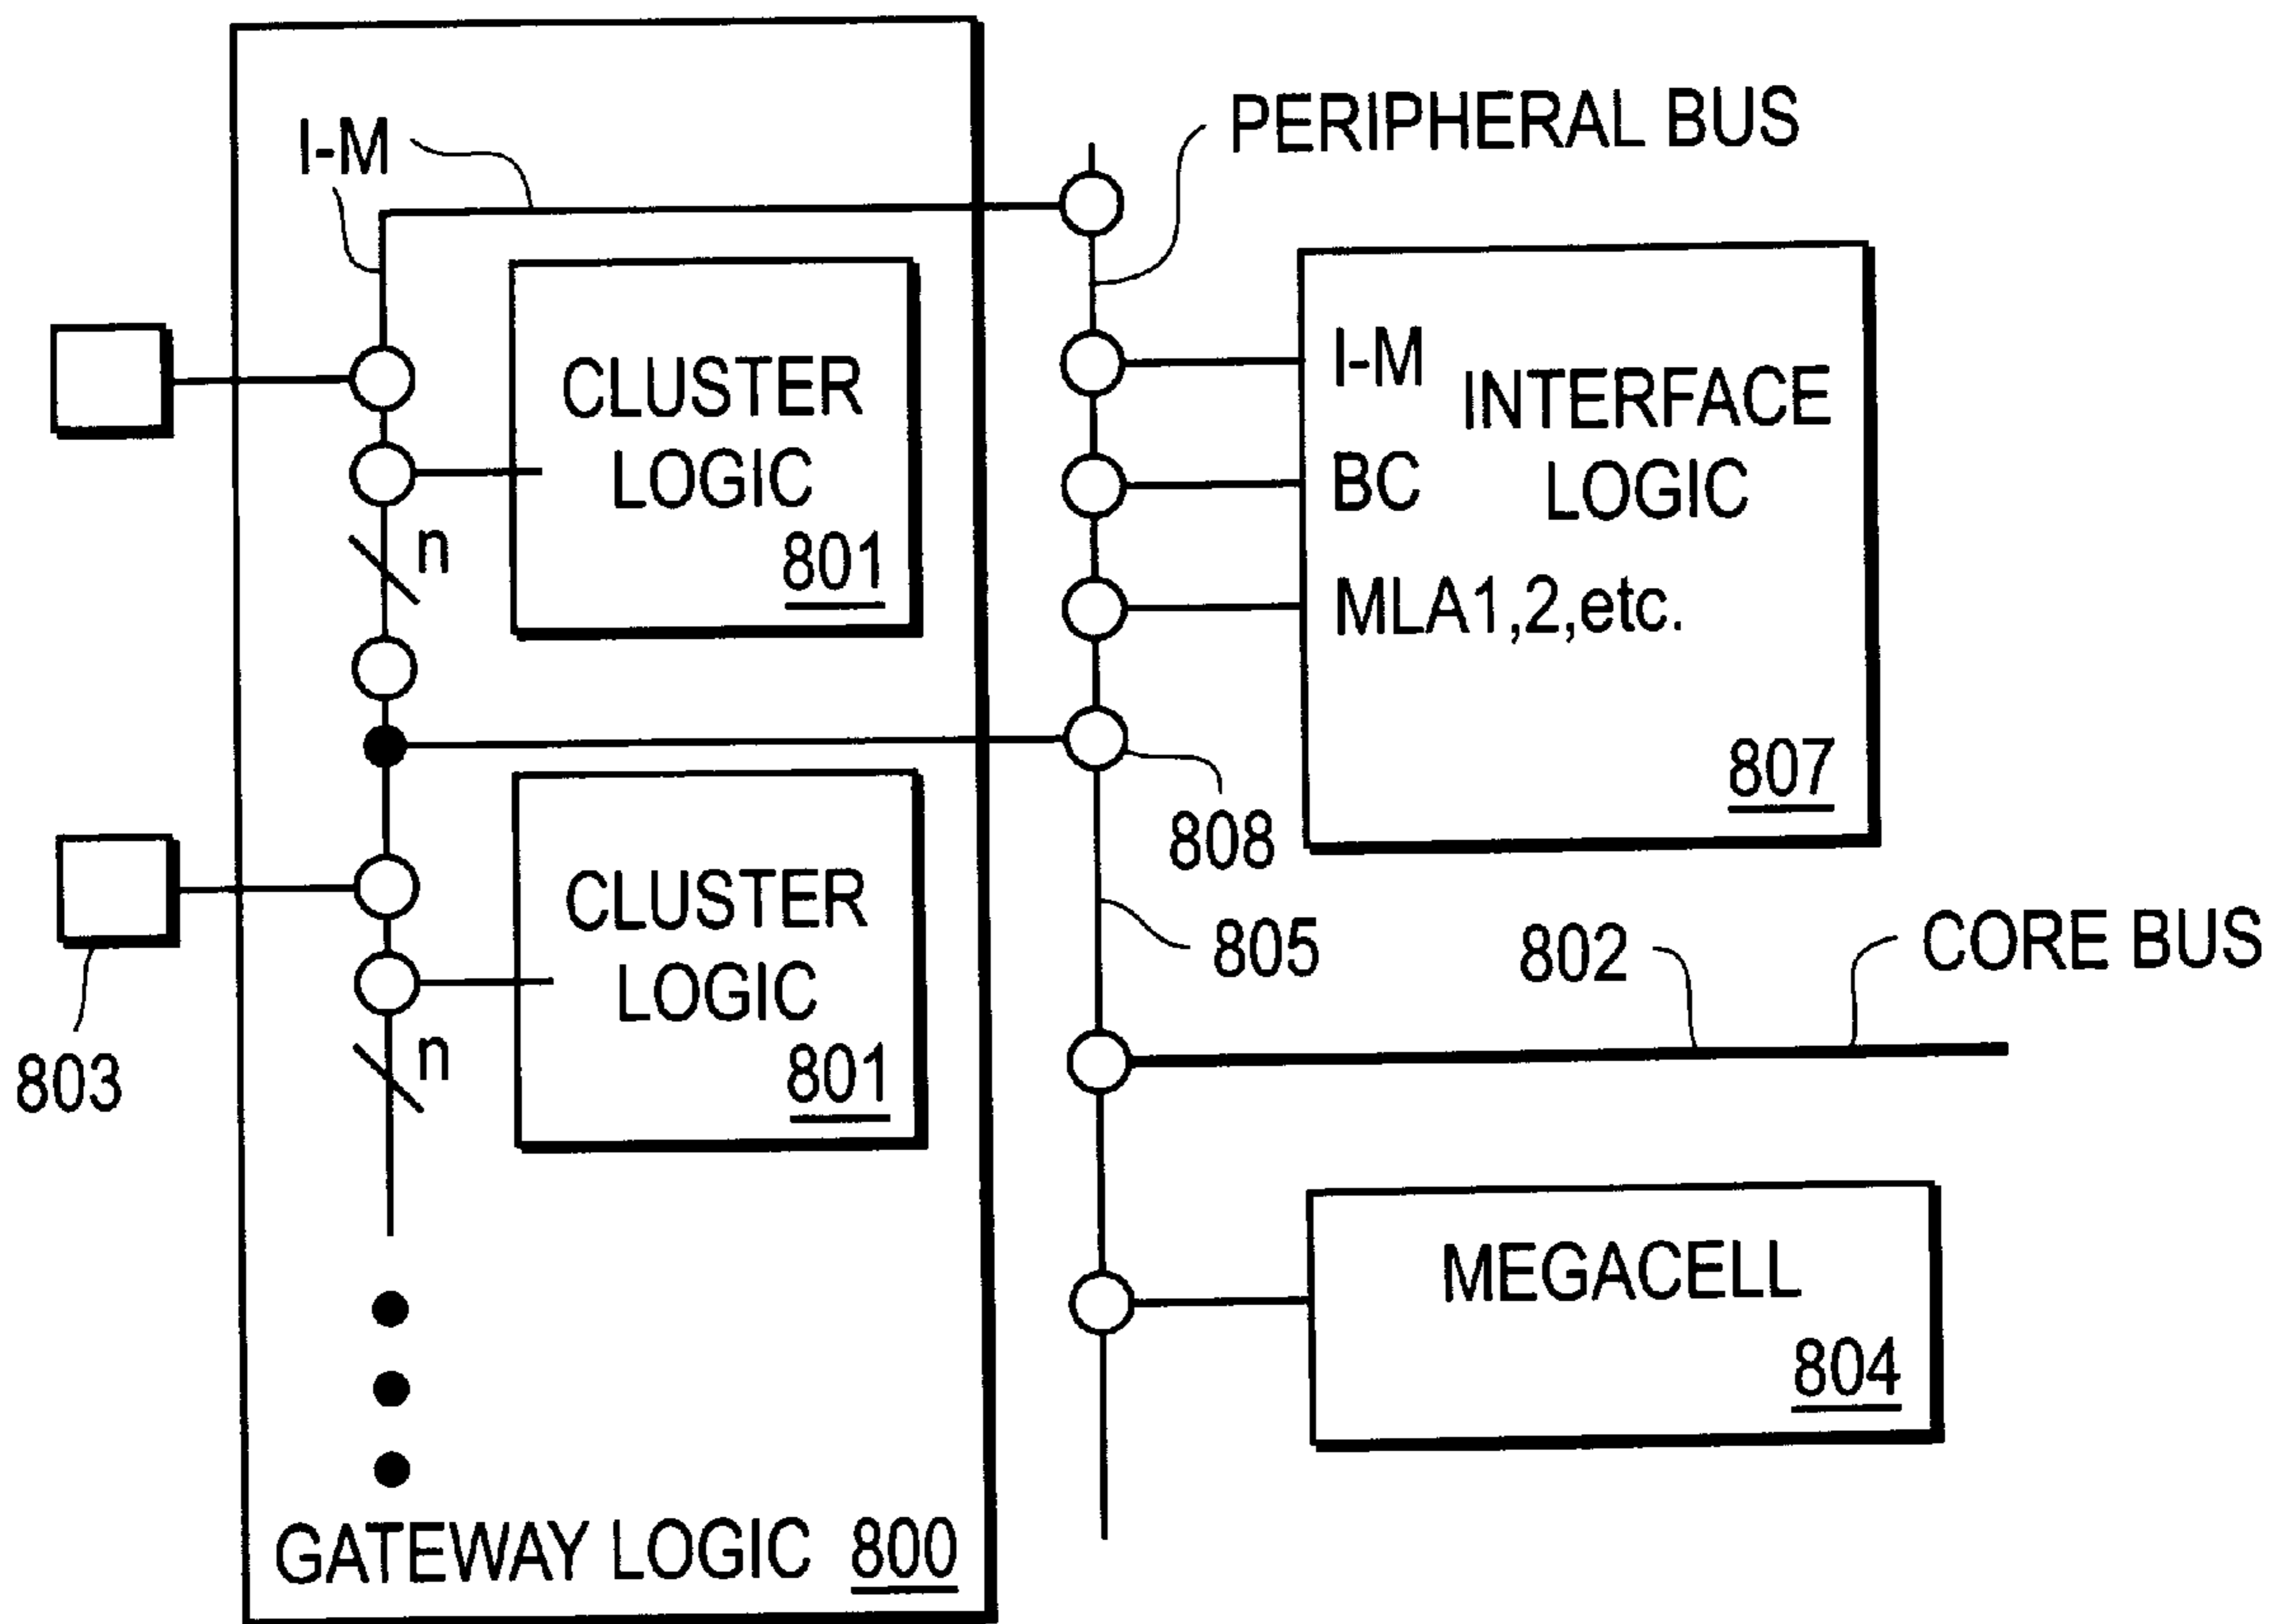 I-M
PERIPHERAL BUS
CLUSTER
LOGIC
801
n
I-M
INTERFACE
LOGIC
BC
MLA1,2,etc.
807
808
803
CLUSTER
LOGIC
801
n
805
802
CORE BUS
MEGACELL
804
GATEWAY LOGIC 800